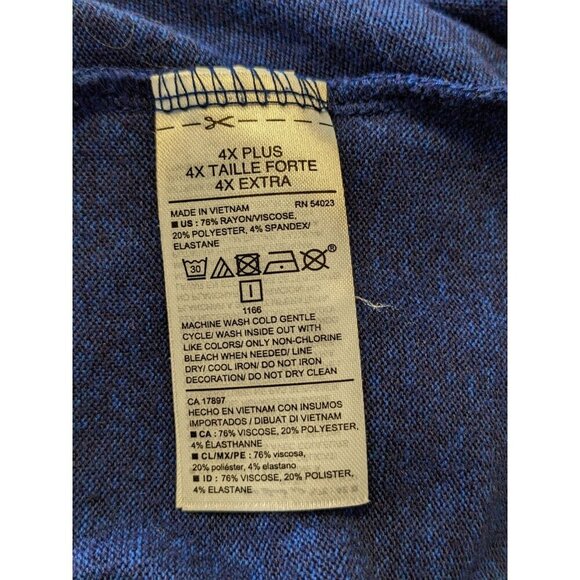 4X PLUS
4X TAILLE FORTE
4X EXTRA
MADE IN VIETNAM RN 54023
■ US : 76% RAYON/VISCOSE,
20% POLYESTER, 4% SPANDEX/
ELASTANE
30
1166
MACHINE WASH COLD GENTLE
CYCLE/ WASH INSIDE OUT WITH
LIKE COLORS/ ONLY NON-CHLORINE
BLEACH WHEN NEEDED/ LINE
DRY/ COOL IRON/ DO NOT IRON
DECORATION/ DO NOT DRY CLEAN
CA 17897
HECHO EN VIETNAM CON INSUMOS
IMPORTADOS / DIBUAT DI VIETNAM
■ CA : 76% VISCOSE, 20% POLYESTER,
4% ÉLASTHANNE
■ CL/MX/PE : 76% viscosa,
20% poliéster, 4% elastano
■ ID : 76% VISCOSE, 20% POLISTER,
4% ELASTANE